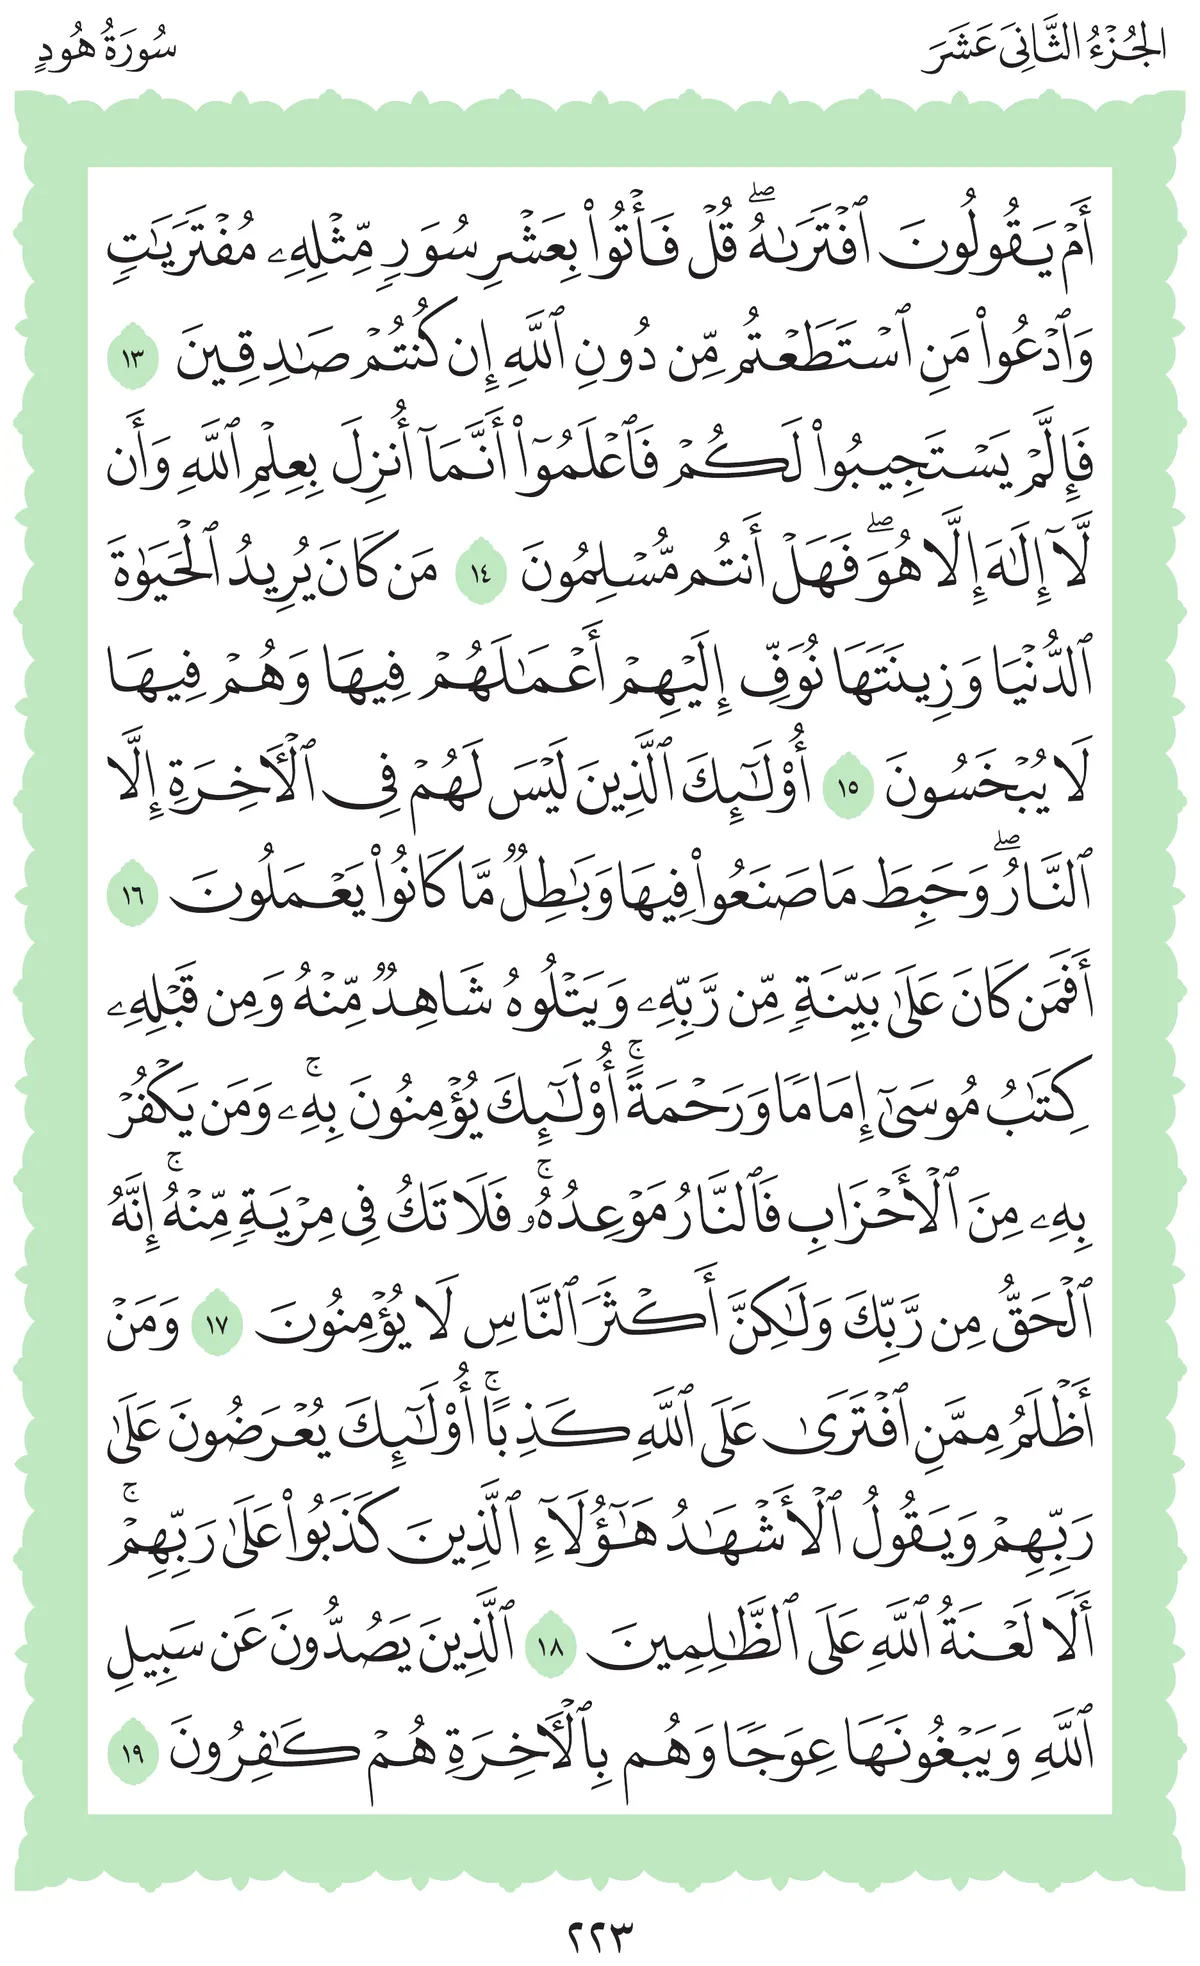 الجُزْءُ الثَّانِيَ عَشَرَ
سُورَةُ هُودٍ
أَمۡ يَقُولُونَ ٱفۡتَرَىٰهُۖ قُلۡ فَأۡتُواْ بِعَشۡرِ سُوَرٖ مِّثۡلِهِۦ مُفۡتَرَيَٰتٖ
وَٱدۡعُواْ مَنِ ٱسۡتَطَعۡتُم مِّن دُونِ ٱللَّهِ إِن كُنتُمۡ صَٰدِقِينَ ١٣
فَإِلَّمۡ يَسۡتَجِيبُواْ لَكُمۡ فَٱعۡلَمُوٓاْ أَنَّمَآ أُنزِلَ بِعِلۡمِ ٱللَّهِ وَأَن
لَّآ إِلَٰهَ إِلَّا هُوَۖ فَهَلۡ أَنتُم مُّسۡلِمُونَ ١٤ مَن كَانَ يُرِيدُ ٱلۡحَيَوٰةَ
ٱلدُّنۡيَا وَزِينَتَهَا نُوَفِّ إِلَيۡهِمۡ أَعۡمَٰلَهُمۡ فِيهَا وَهُمۡ فِيهَا
لَا يُبۡخَسُونَ ١٥ أُوْلَٰٓئِكَ ٱلَّذِينَ لَيۡسَ لَهُمۡ فِي ٱلۡأٓخِرَةِ إِلَّا
ٱلنَّارُۖ وَحَبِطَ مَا صَنَعُواْ فِيهَا وَبَٰطِلٞ مَّا كَانُواْ يَعۡمَلُونَ ١٦
أَفَمَن كَانَ عَلَىٰ بَيِّنَةٖ مِّن رَّبِّهِۦ وَيَتۡلُوهُ شَاهِدٞ مِّنۡهُ وَمِن قَبۡلِهِۦ
كِتَٰبُ مُوسَىٰٓ إِمَامٗا وَرَحۡمَةًۚ أُوْلَٰٓئِكَ يُؤۡمِنُونَ بِهِۦۚ وَمَن يَكۡفُرۡ
بِهِۦ مِنَ ٱلۡأَحۡزَابِ فَٱلنَّارُ مَوۡعِدُهُۥۚ فَلَا تَكُ فِي مِرۡيَةٖ مِّنۡهُۚ إِنَّهُ
ٱلۡحَقُّ مِن رَّبِّكَ وَلَٰكِنَّ أَكۡثَرَ ٱلنَّاسِ لَا يُؤۡمِنُونَ ١٧ وَمَنۡ
أَظۡلَمُ مِمَّنِ ٱفۡتَرَىٰ عَلَى ٱللَّهِ كَذِبًاۚ أُوْلَٰٓئِكَ يُعۡرَضُونَ عَلَىٰ
رَبِّهِمۡ وَيَقُولُ ٱلۡأَشۡهَٰدُ هَٰٓؤُلَآءِ ٱلَّذِينَ كَذَبُواْ عَلَىٰ رَبِّهِمۡۚ
أَلَا لَعۡنَةُ ٱللَّهِ عَلَى ٱلظَّٰلِمِينَ ١٨ ٱلَّذِينَ يَصُدُّونَ عَن سَبِيلِ
ٱللَّهِ وَيَبۡغُونَهَا عِوَجٗا وَهُم بِٱلۡأٓخِرَةِ هُمۡ كَٰفِرُونَ ١٩
٢٢٣